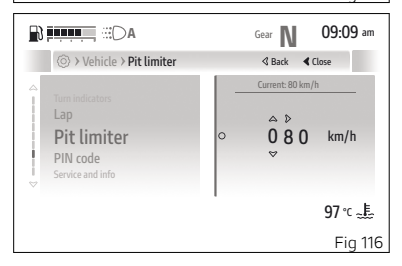 A Gear N 09:09 am
Vehicle Pit limiter Back Close
Turn indicators
Lap
Pit limiter
PIN code
Service and info
Current: 80 km/h
0 8 0 km/h
97 °C
Fig 116